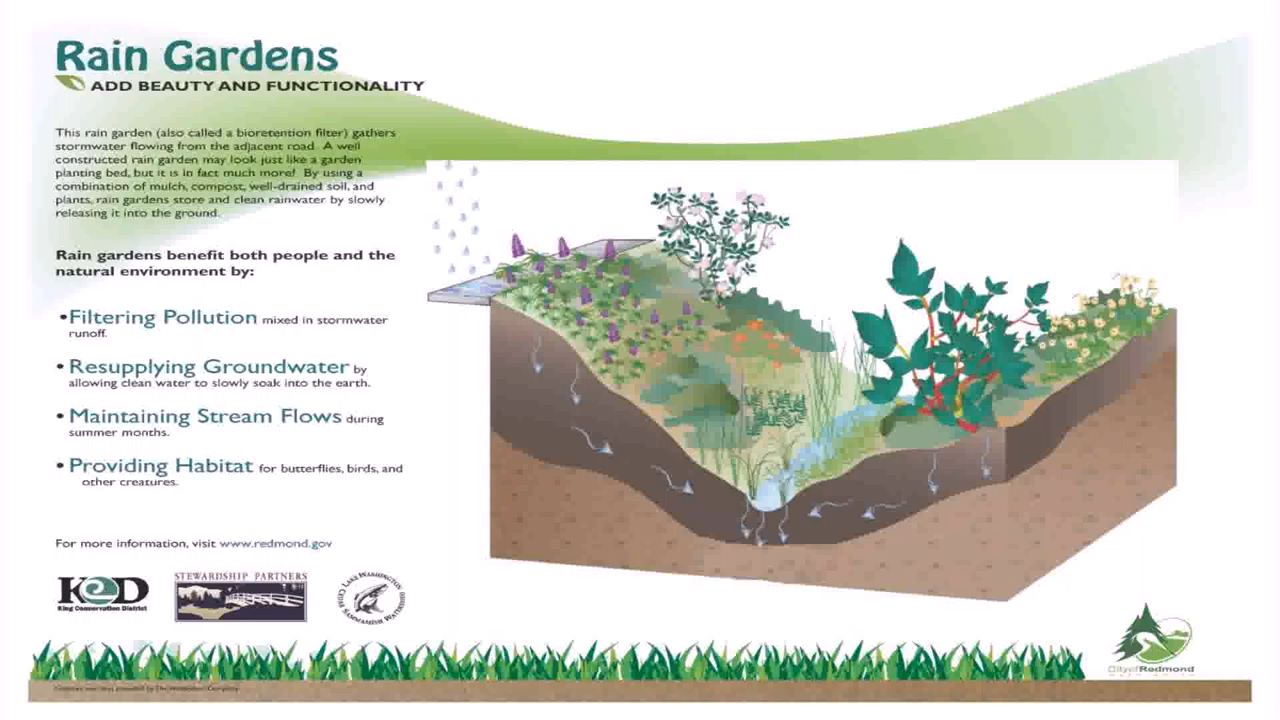 Rain Gardens
ADD BEAUTY AND FUNCTIONALITY
This rain garden (also called a bioretention filter) gathers
stormwater flowing from the adjacent road. A well
constructed rain garden may look just like a garden
planting bed, but it is in fact much more! By using a
combination of mulch, compost, well-drained soil, and
plants, rain gardens store and clean rainwater by slowly
releasing it into the ground.
Rain gardens benefit both people and the
natural environment by:
•Filtering Pollution mixed in stormwater
runoff.
• Resupplying Groundwater by
allowing clean water to slowly soak into the earth.
• Maintaining Stream Flows during
summer months.
• Providing Habitat for butterflies, birds, and
other creatures.
For more information, visit www.redmond.gov
KCD
King Conservation District
STEWARDSHIP PARTNERS
LAKE WASHINGTON
CEDAR SAMMAMISH WATERSHED
City of Redmond